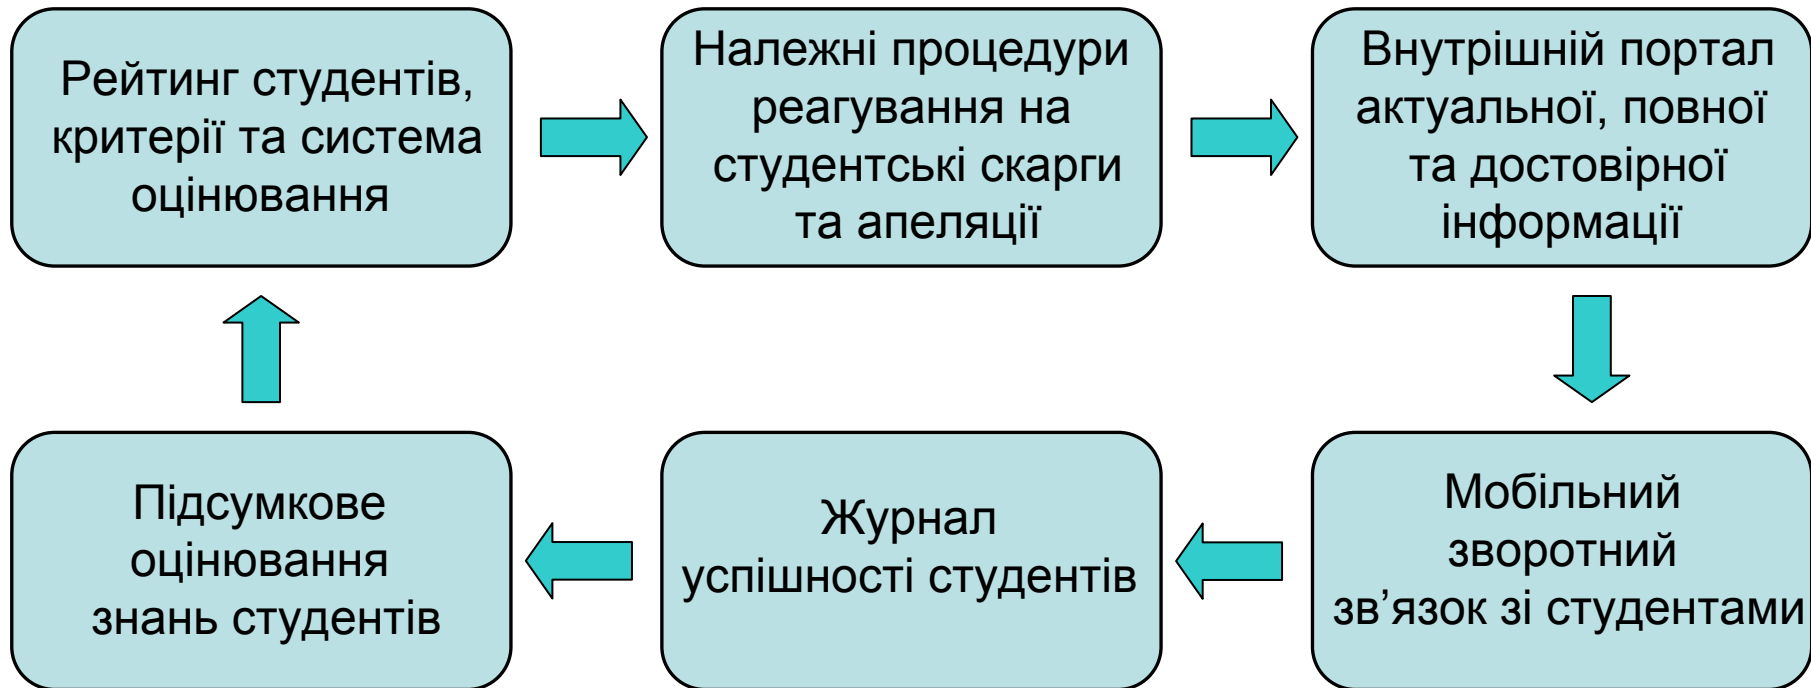 Рейтинг студентів,
критерії та система
оцінювання
Належні процедури
реагування на
студентські скарги
та апеляції
Внутрішній портал
актуальної, повної
та достовірної
інформації
Мобільний
зворотний
зв’язок зі студентами
Журнал
успішності студентів
Підсумкове
оцінювання
знань студентів